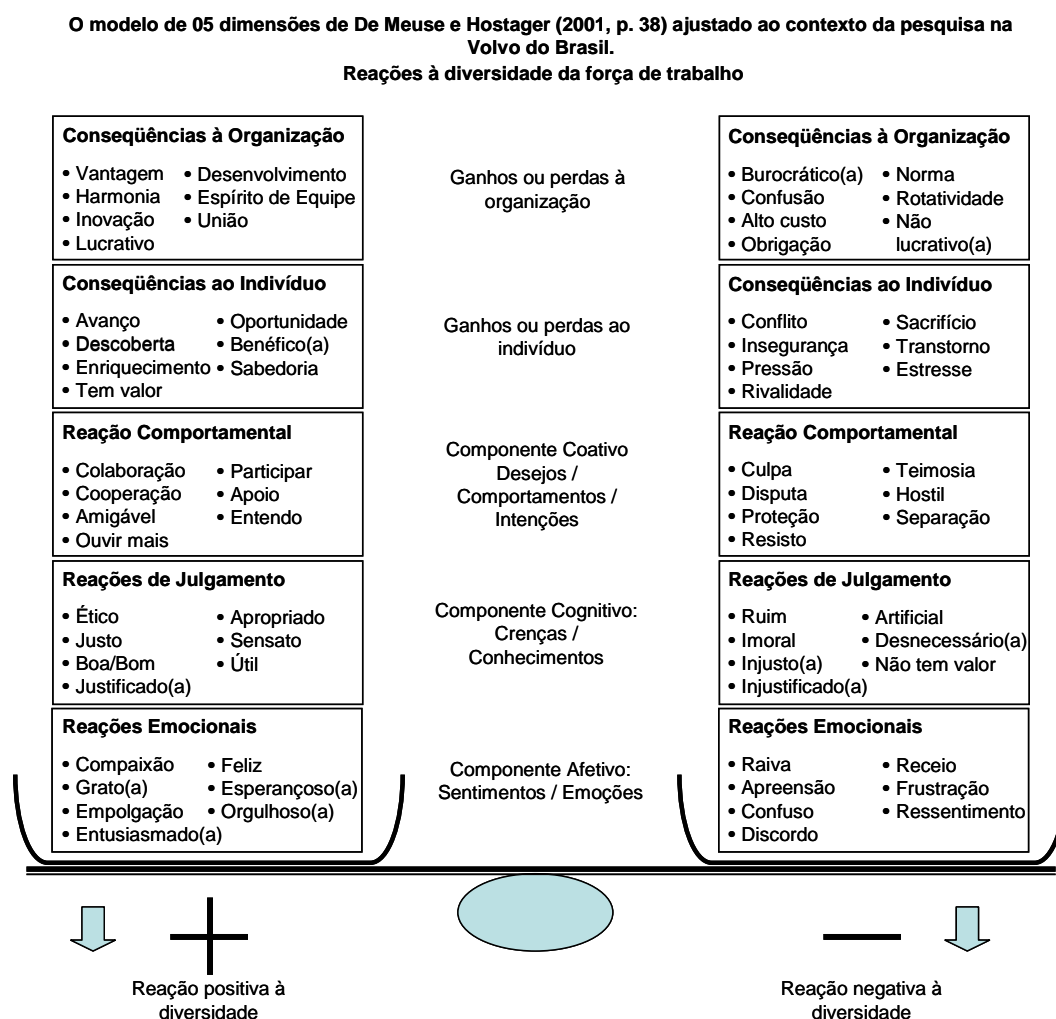 O modelo de 05 dimensões de De Meuse e Hostager (2001, p. 38) ajustado ao contexto da pesquisa na
Volvo do Brasil.
Reações à diversidade da força de trabalho
Conseqüências à Organização
• Vantagem • Desenvolvimento
• Harmonia • Espírito de Equipe
• Inovação • União
• Lucrativo
Ganhos ou perdas à
organização
Conseqüências à Organização
• Burocrático(a) • Norma
• Confusão • Rotatividade
• Alto custo • Não
• Obrigação lucrativo(a)
Conseqüências ao Indivíduo
• Avanço • Oportunidade
• Descoberta • Benéfico(a)
• Enriquecimento • Sabedoria
• Tem valor
Ganhos ou perdas ao
indivíduo
Conseqüências ao Indivíduo
• Conflito • Sacrifício
• Insegurança • Transtorno
• Pressão • Estresse
• Rivalidade
Reação Comportamental
• Colaboração • Participar
• Cooperação • Apoio
• Amigável • Entendo
• Ouvir mais
Componente Coativo
Desejos /
Comportamentos /
Intenções
Reação Comportamental
• Culpa • Teimosia
• Disputa • Hostil
• Proteção • Separação
• Resisto
Reações de Julgamento
• Ético • Apropriado
• Justo • Sensato
• Boa/Bom • Útil
• Justificado(a)
Componente Cognitivo:
Crenças /
Conhecimentos
Reações de Julgamento
• Ruim • Artificial
• Imoral • Desnecessário(a)
• Injusto(a) • Não tem valor
• Injustificado(a)
Reações Emocionais
• Compaixão • Feliz
• Grato(a) • Esperançoso(a)
• Empolgação • Orgulhoso(a)
• Entusiasmado(a)
Componente Afetivo:
Sentimentos / Emoções
Reações Emocionais
• Raiva • Receio
• Apreensão • Frustração
• Confuso • Ressentimento
• Discordo
Reação positiva à
diversidade
Reação negativa à
diversidade